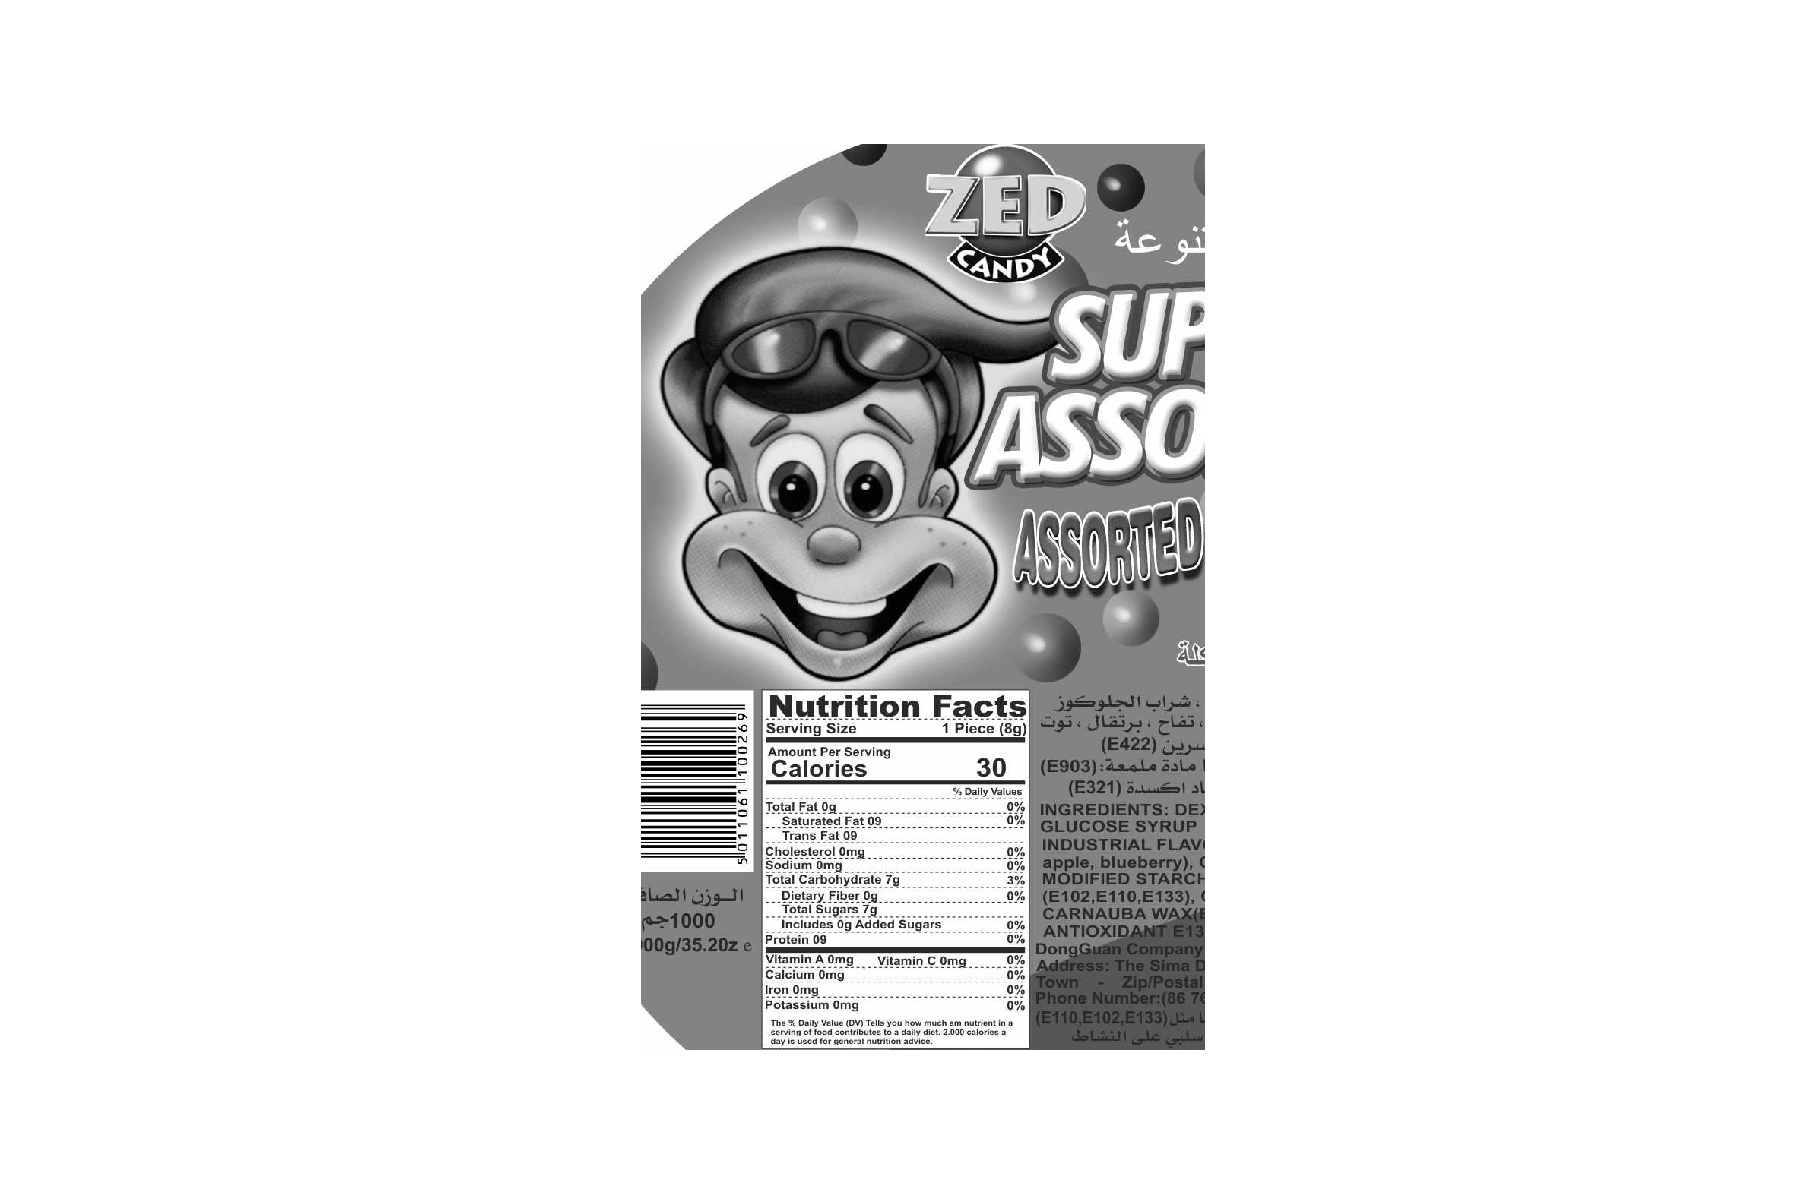 ZED
CANDY
SUP
ASSO
ASSORTED
Nutrition Facts
Serving Size 1 Piece (8g)
Amount Per Serving
Calories 30
% Daily Values
Total Fat 0g 0%
Saturated Fat 09 0%
Trans Fat 09
Cholesterol 0mg 0%
Sodium 0mg 0%
Total Carbohydrate 7g 3%
Dietary Fiber 0g 0%
Total Sugars 7g
Includes 0g Added Sugars 0%
Protein 09 0%
Vitamin A 0mg Vitamin C 0mg 0%
Calcium 0mg 0%
Iron 0mg 0%
Potassium 0mg 0%
The % Daily Value (DV) Tells you how much am nutrient in a
serving of food contributes to a daily diet. 2.000 calories a
day is used for general nutrition advice.
5011061100269
الوزن الصاف
1000جم
00g/35.20z e
، شراب الجلوكوز
، تفاح ، برتقال ، توت
سرين (E422)
مادة ملمعة: (E903)
اد اكسدة (E321)
INGREDIENTS: DEX
GLUCOSE SYRUP
INDUSTRIAL FLAV
apple, blueberry),
MODIFIED STARCH
(E102,E110,E133),
CARNAUBA WAX(E
ANTIOXIDANT E13
DongGuan Company
Address: The Sima D
Town - Zip/Postal
Phone Number:(86 76
مثل (E110,E102,E133)
سلبي على النشاط